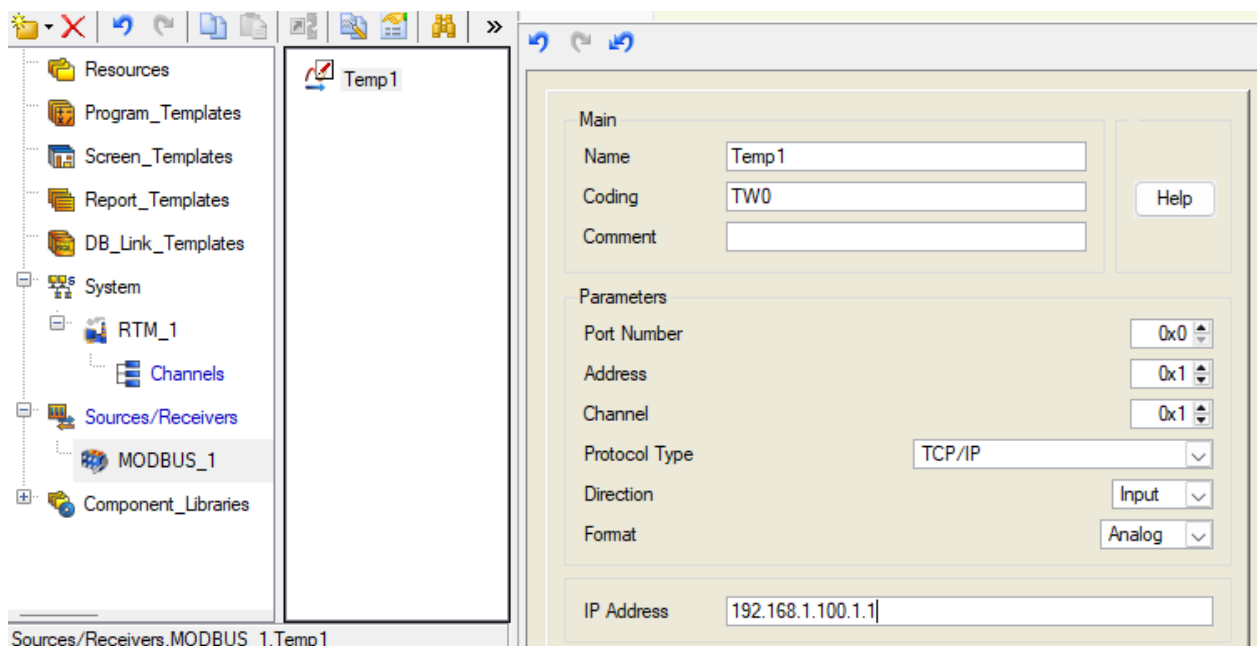 »
Resources
Program_Templates
Screen_Templates
Report_Templates
DB_Link_Templates
System
RTM_1
Channels
Sources/Receivers
MODBUS_1
Component_Libraries
Sources/Receivers.MODBUS_1.Temp1
Temp1
Main
Name Temp1
Coding TW0
Comment
Help
Parameters
Port Number 0x0
Address 0x1
Channel 0x1
Protocol Type TCP/IP
Direction Input
Format Analog
IP Address 192.168.1.100.1.1